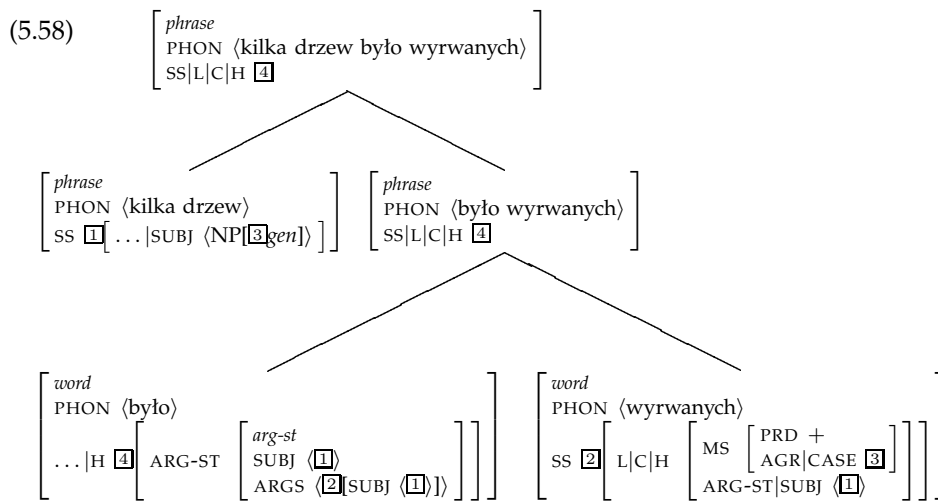 (5.58)
phrase
PHON ⟨kilka drzew było wyrwanych⟩
SS|L|C|H [4]
phrase
PHON ⟨kilka drzew⟩
SS [1][ ...|SUBJ ⟨NP[[3]gen]⟩ ]
phrase
PHON ⟨było wyrwanych⟩
SS|L|C|H [4]
word
PHON ⟨było⟩
...|H [4][ ARG-ST [ arg-st
SUBJ ⟨[1]⟩
ARGS ⟨[2][SUBJ ⟨[1]⟩]⟩ ] ]
word
PHON ⟨wyrwanych⟩
SS [2][ L|C|H [ MS [ PRD +
AGR|CASE [3] ]
ARG-ST|SUBJ ⟨[1]⟩ ] ]